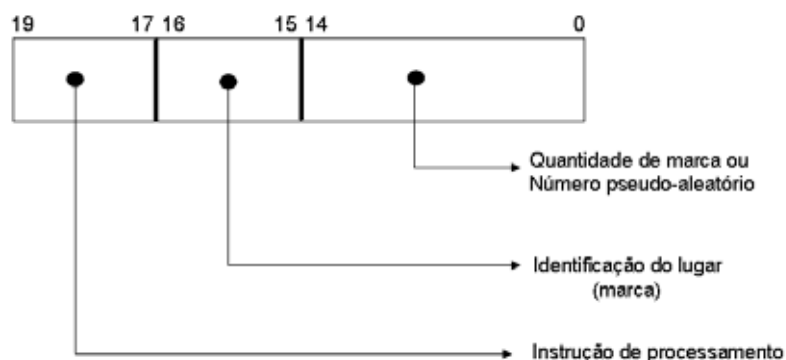 19 17 16 15 14 0
Quantidade de marca ou
Número pseudo-aleatório
Identificação do lugar
(marca)
Instrução de processamento